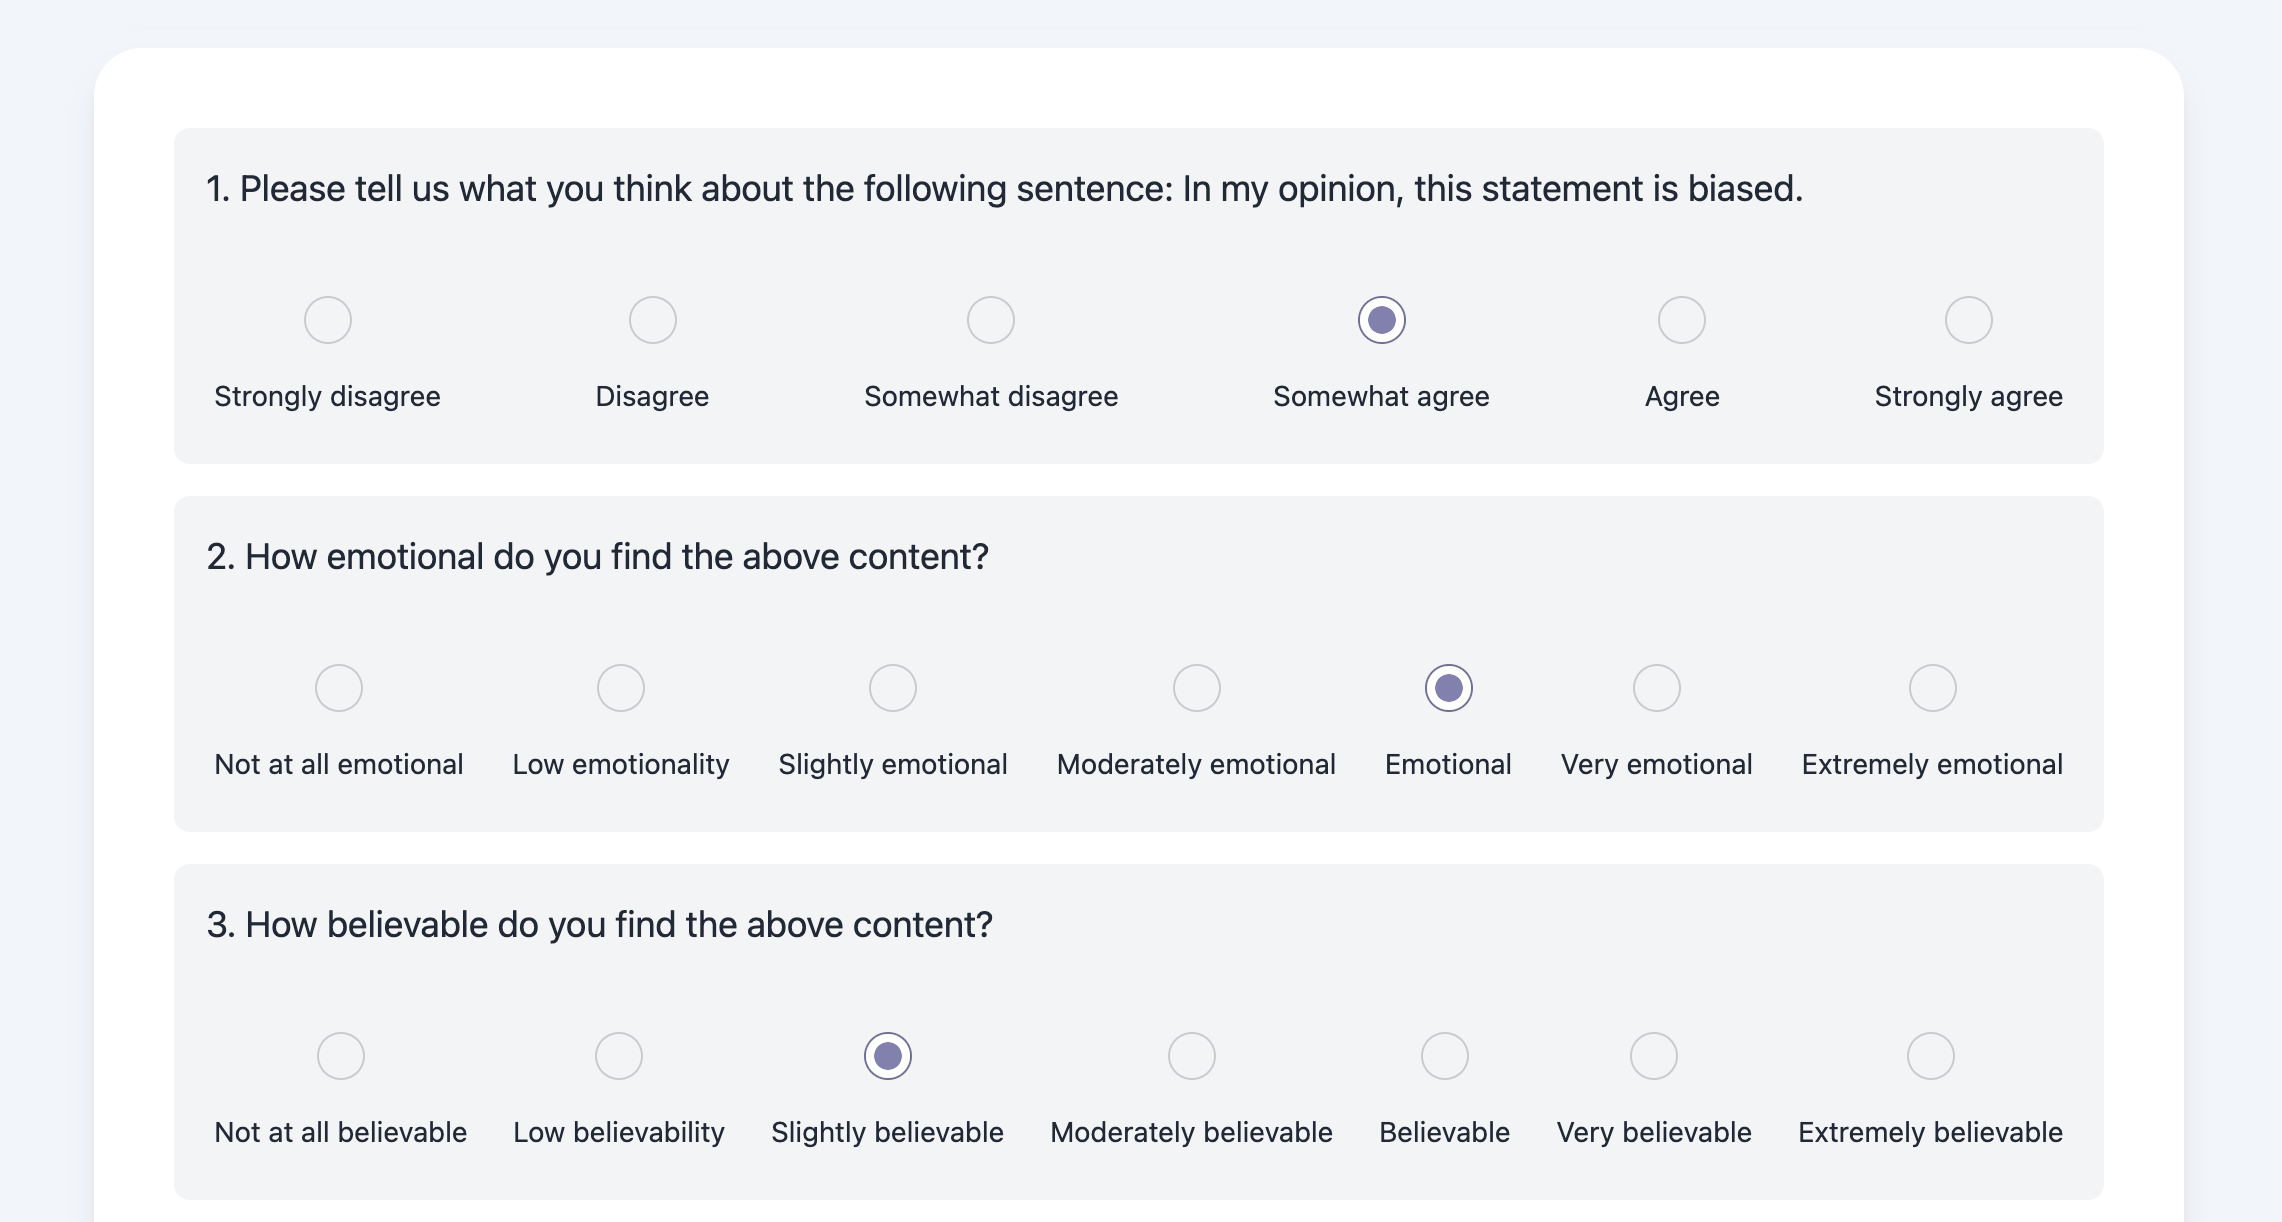 1. Please tell us what you think about the following sentence: In my opinion, this statement is biased.
Strongly disagree Disagree Somewhat disagree Somewhat agree Agree Strongly agree
2. How emotional do you find the above content?
Not at all emotional Low emotionality Slightly emotional Moderately emotional Emotional Very emotional Extremely emotional
3. How believable do you find the above content?
Not at all believable Low believability Slightly believable Moderately believable Believable Very believable Extremely believable